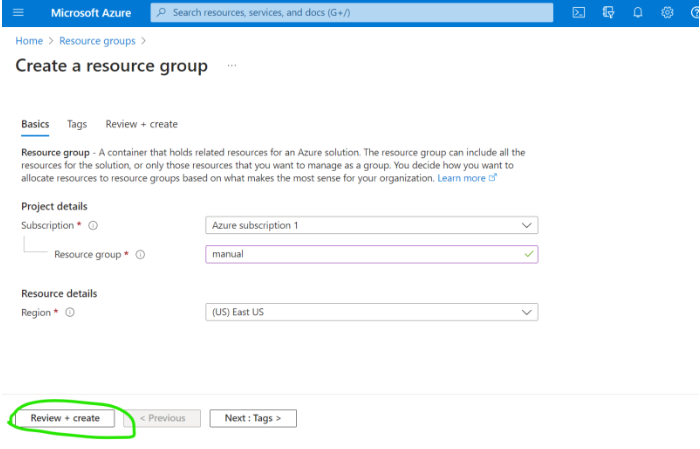 Microsoft Azure Search resources, services, and docs (G+/)
Home > Resource groups >
Create a resource group ...
Basics Tags Review + create
Resource group - A container that holds related resources for an Azure solution. The resource group can include all the
resources for the solution, or only those resources that you want to manage as a group. You decide how you want to
allocate resources to resource groups based on what makes the most sense for your organization. Learn more
Project details
Subscription * Azure subscription 1
Resource group * manual
Resource details
Region * (US) East US
Review + create < Previous Next : Tags >